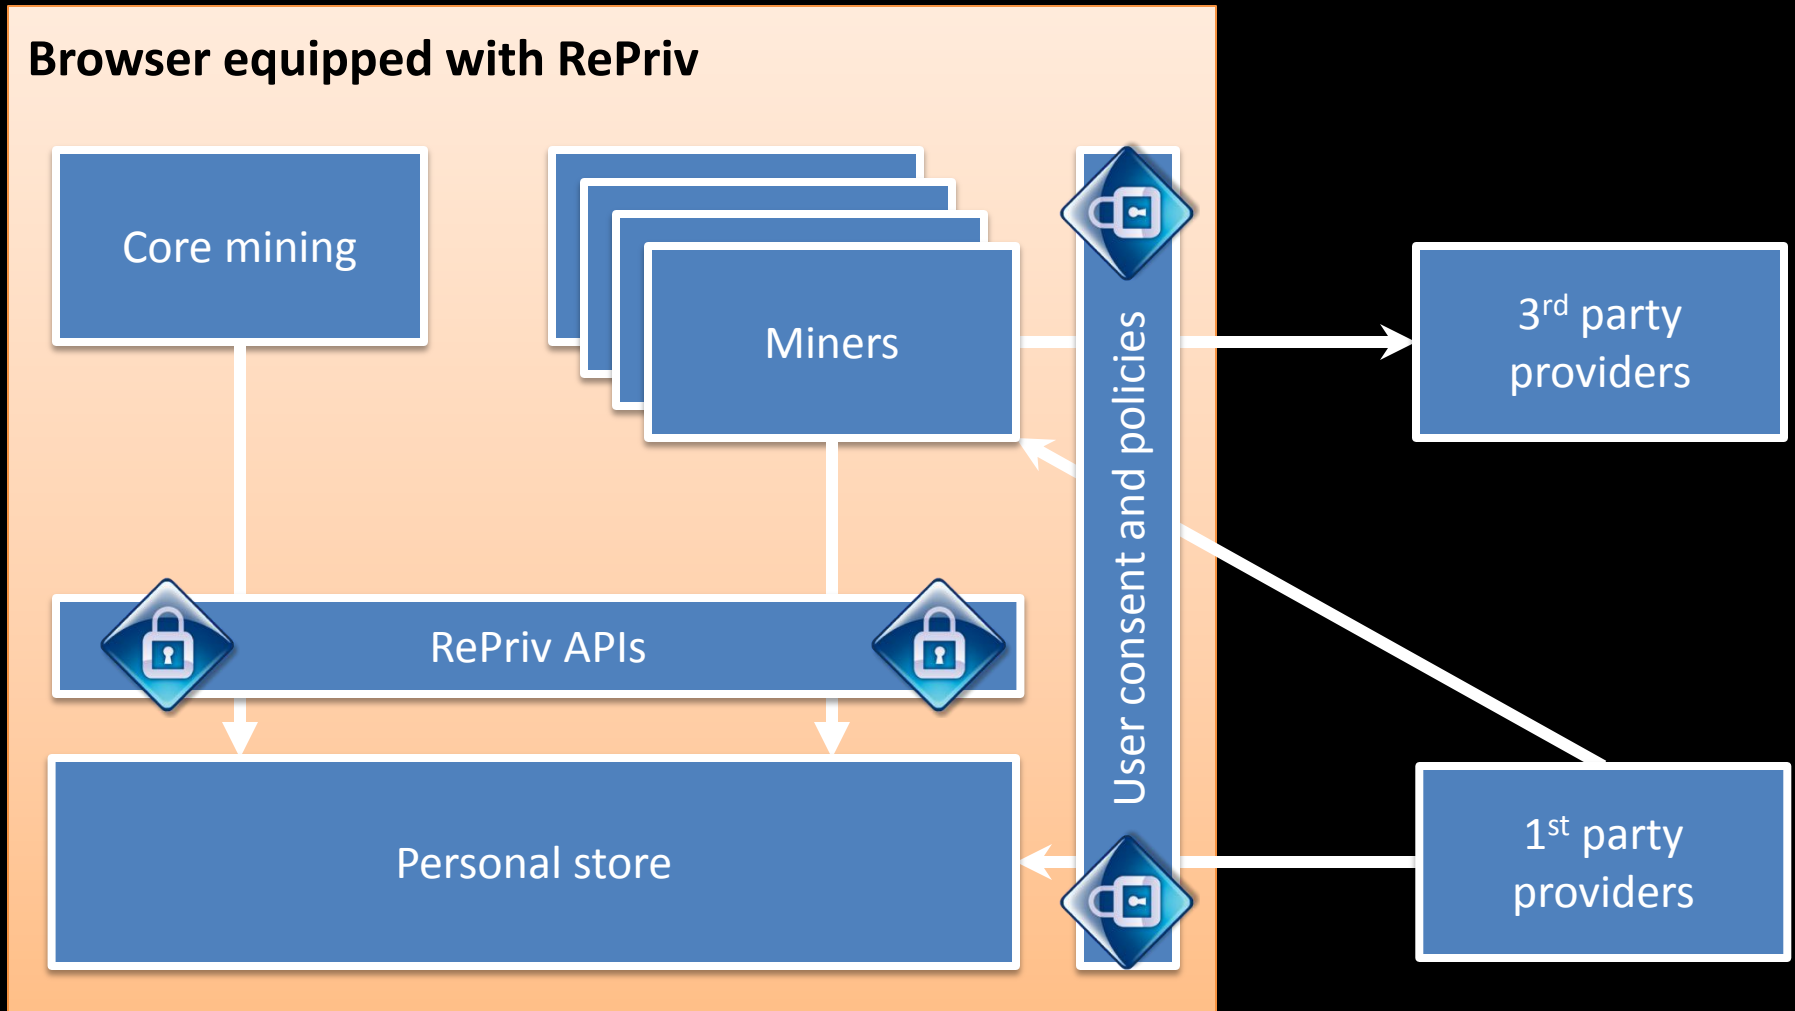 Browser equipped with RePriv
Core mining
Miners
User consent and policies
3rd party
providers
RePriv APIs
Personal store
1st party
providers